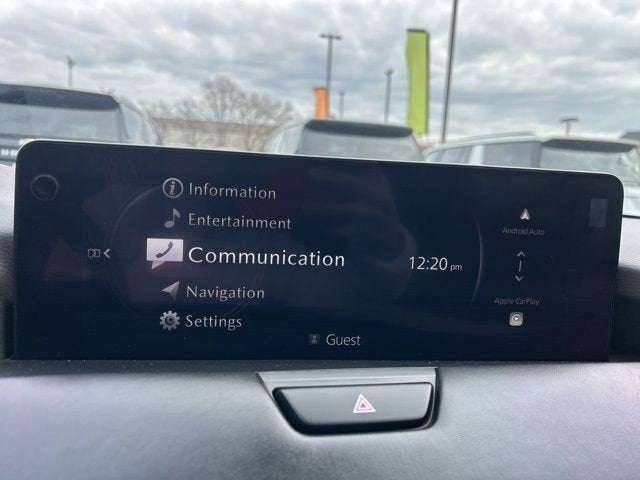 Information
Entertainment
Communication
12:20 pm
Navigation
Settings
Guest
Android Auto
Apple CarPlay